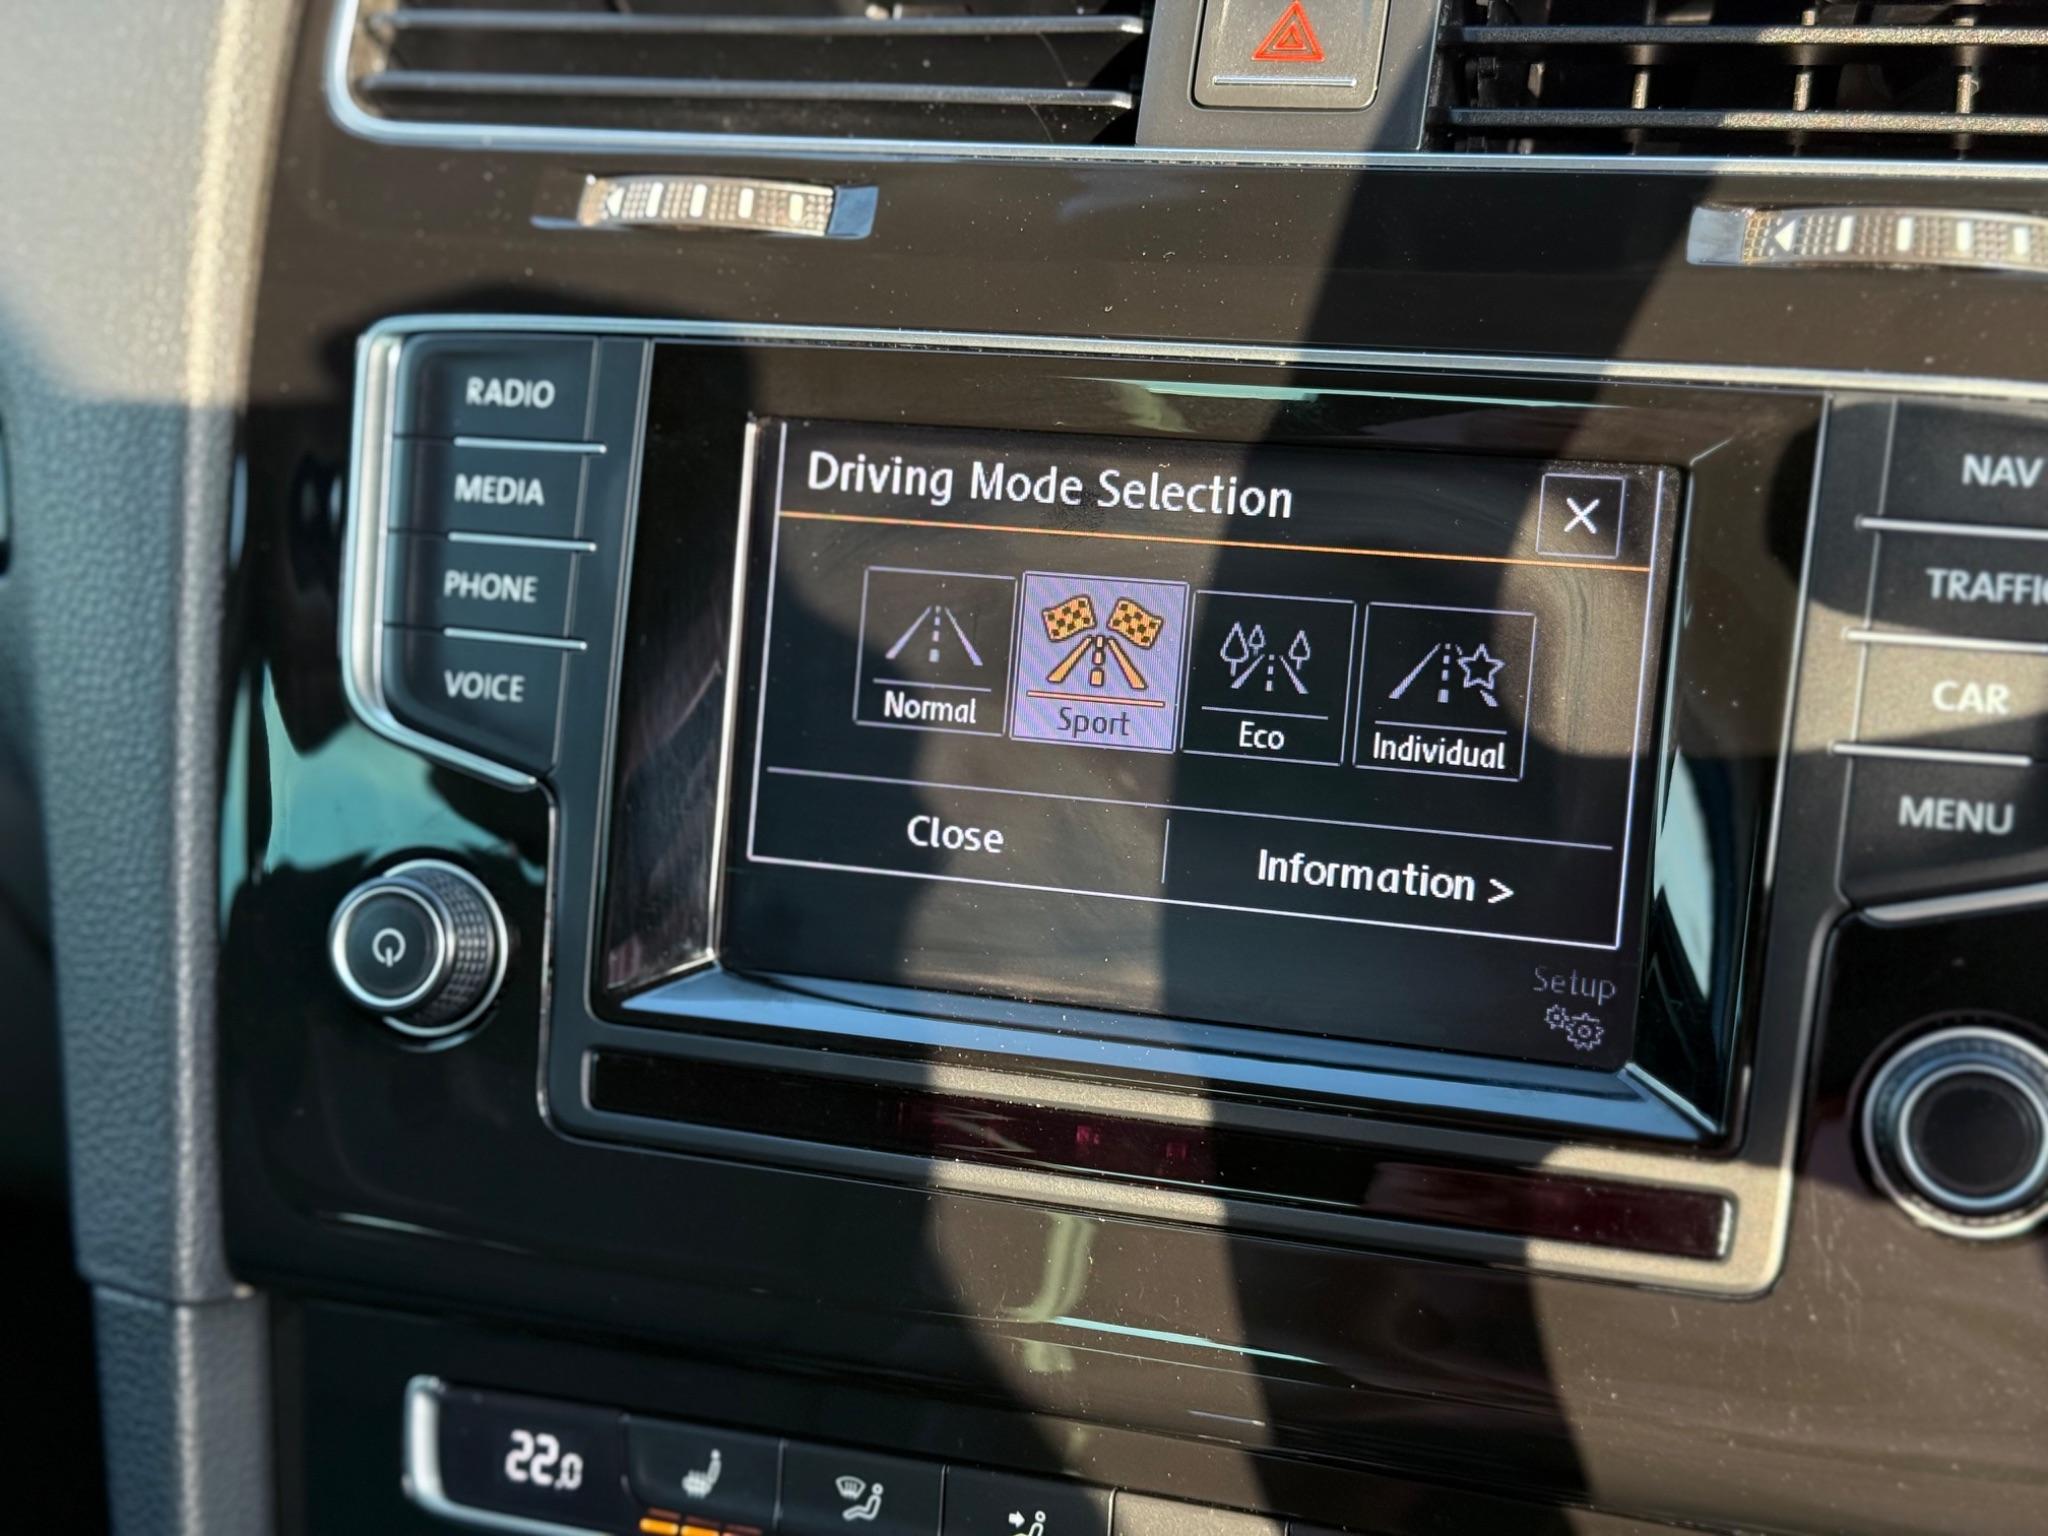 RADIO
MEDIA
PHONE
VOICE
Driving Mode Selection
Normal
Sport
Eco
Individual
Close
Information >
Setup
NAV
TRAFFIC
CAR
MENU
22.0